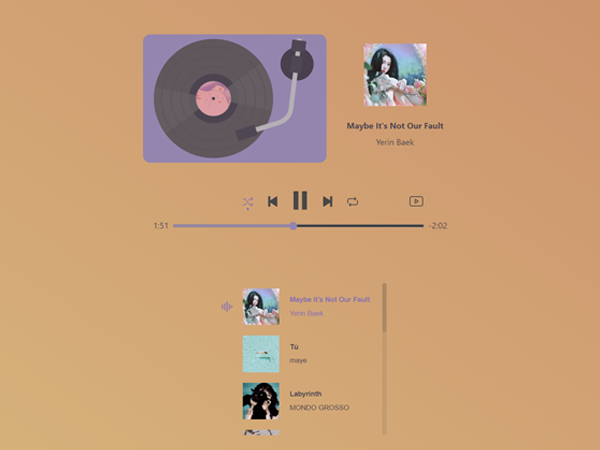 Maybe It's Not Our Fault
Yerin Baek
1:51
-2:02
Maybe It's Not Our Fault
Yerin Baek
Tú
maye
Labyrinth
MONDO GROSSO